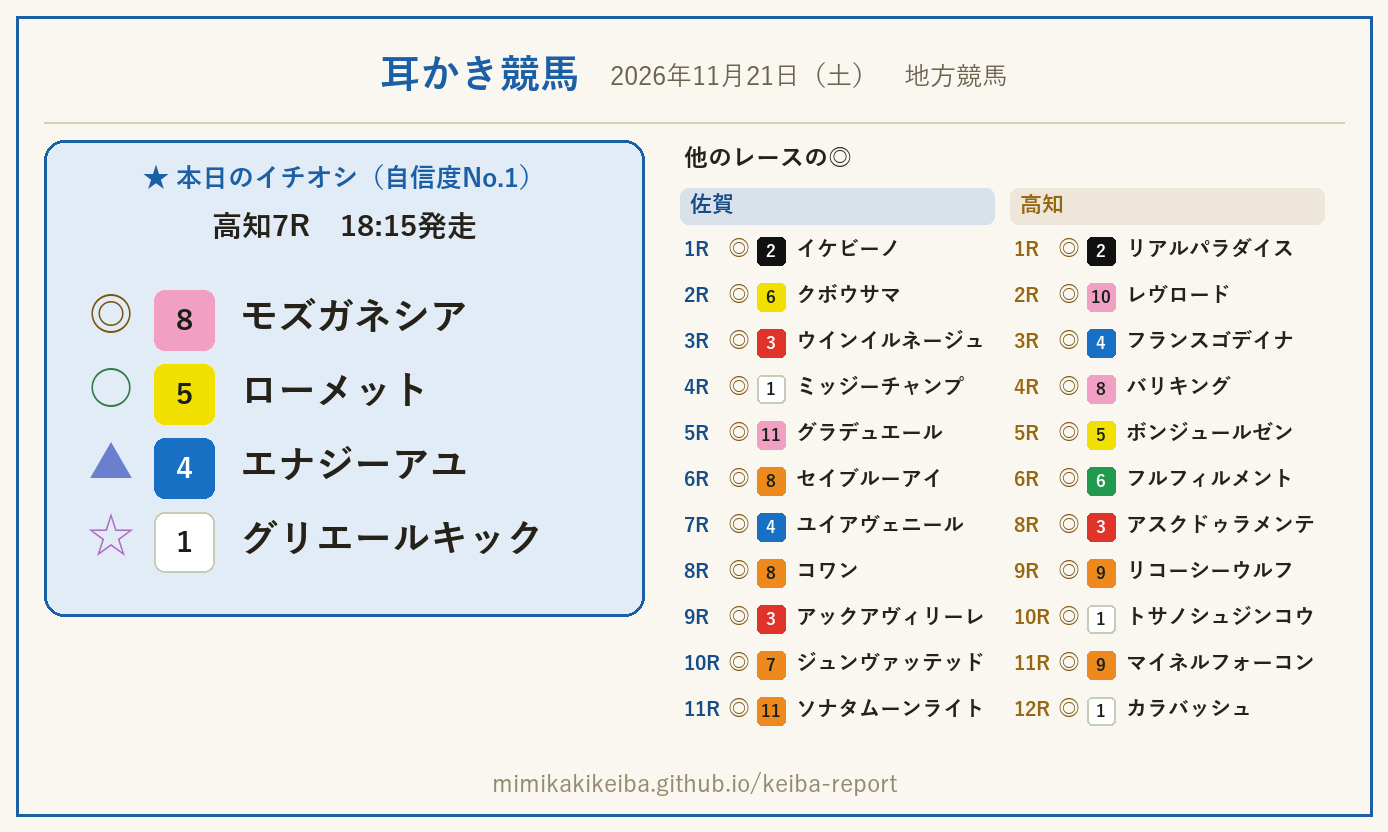 耳かき競馬 2026年11月21日（土） 地方競馬
★ 本日のイチオシ（自信度No.1）
高知7R 18:15発走
◎ 8 モズガネシア
○ 5 ローメット
▲ 4 エナジーアユ
☆ 1 グリエールキック
他のレースの◎
佐賀
1R ◎ 2 イケビーノ
2R ◎ 6 クボウサマ
3R ◎ 3 ウインイルネージュ
4R ◎ 1 ミッジーチャンプ
5R ◎ 11 グラデュエール
6R ◎ 8 セイブルーアイ
7R ◎ 4 ユイアヴェニール
8R ◎ 8 コワン
9R ◎ 3 アックアヴィリーレ
10R ◎ 7 ジュンヴァッテッド
11R ◎ 11 ソナタムーンライト
高知
1R ◎ 2 リアルパラダイス
2R ◎ 10 レヴロード
3R ◎ 4 フランスゴデイナ
4R ◎ 8 バリキング
5R ◎ 5 ボンジュールゼン
6R ◎ 6 フルフィルメント
8R ◎ 3 アスクドゥラメンテ
9R ◎ 9 リコーシーウルフ
10R ◎ 1 トサノシュジンコウ
11R ◎ 9 マイネルフォーコン
12R ◎ 1 カラバッシュ
mimikakikeiba.github.io/keiba-report